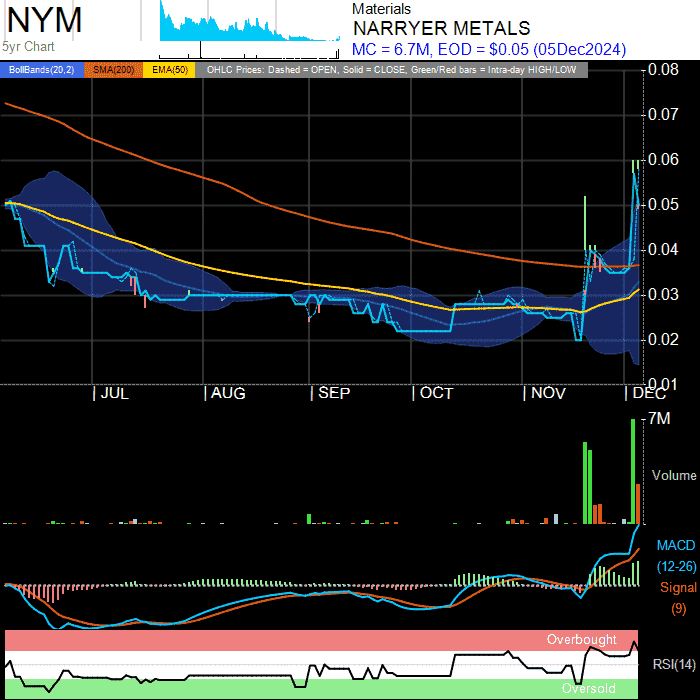 NYM
5yr Chart
Materials
NARRYER METALS
MC = 6.7M, EOD = $0.05 (05Dec2024)
BollBands(20,2) SMA(200) EMA(50) OHLC Prices: Dashed = OPEN, Solid = CLOSE, Green/Red bars = Intra-day HIGH/LOW
0.08
0.07
0.06
0.05
0.04
0.03
0.02
0.01
JUL AUG SEP OCT NOV DEC
7M
Volume
MACD
(12-26)
Signal
(9)
Overbought
RSI(14)
Oversold